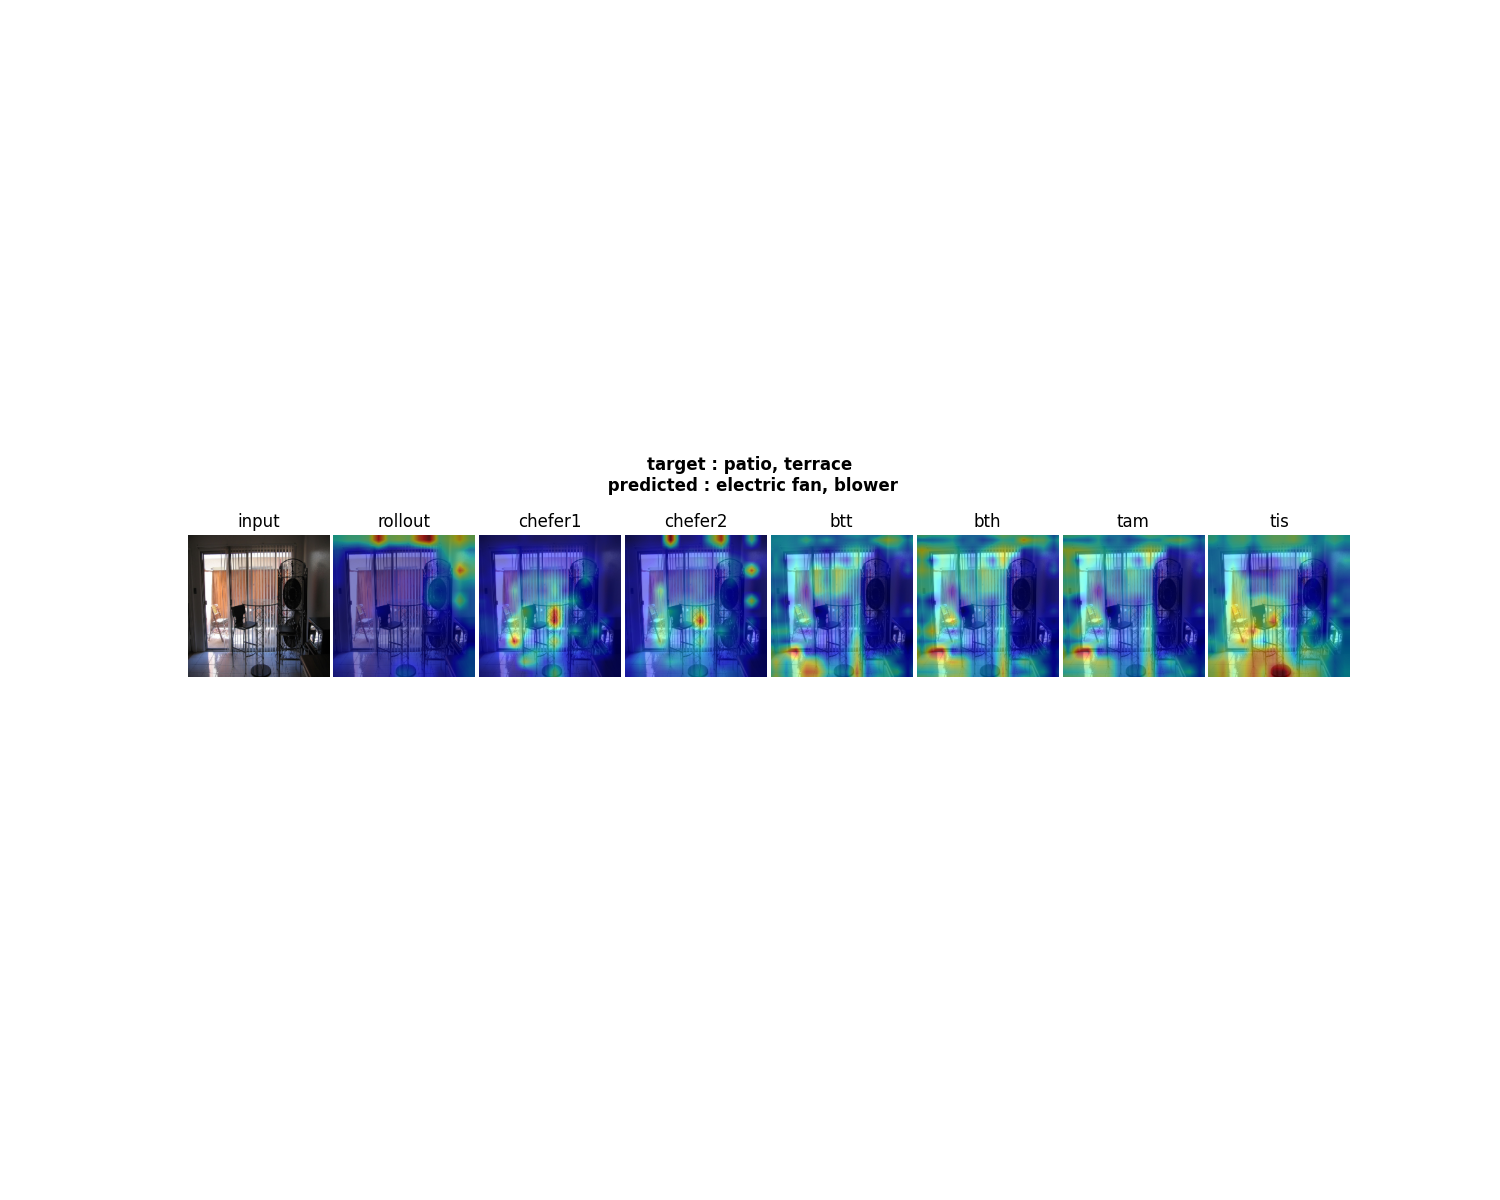 target : patio, terrace
predicted : electric fan, blower
input rollout chefer1 chefer2 btt bth tam tis